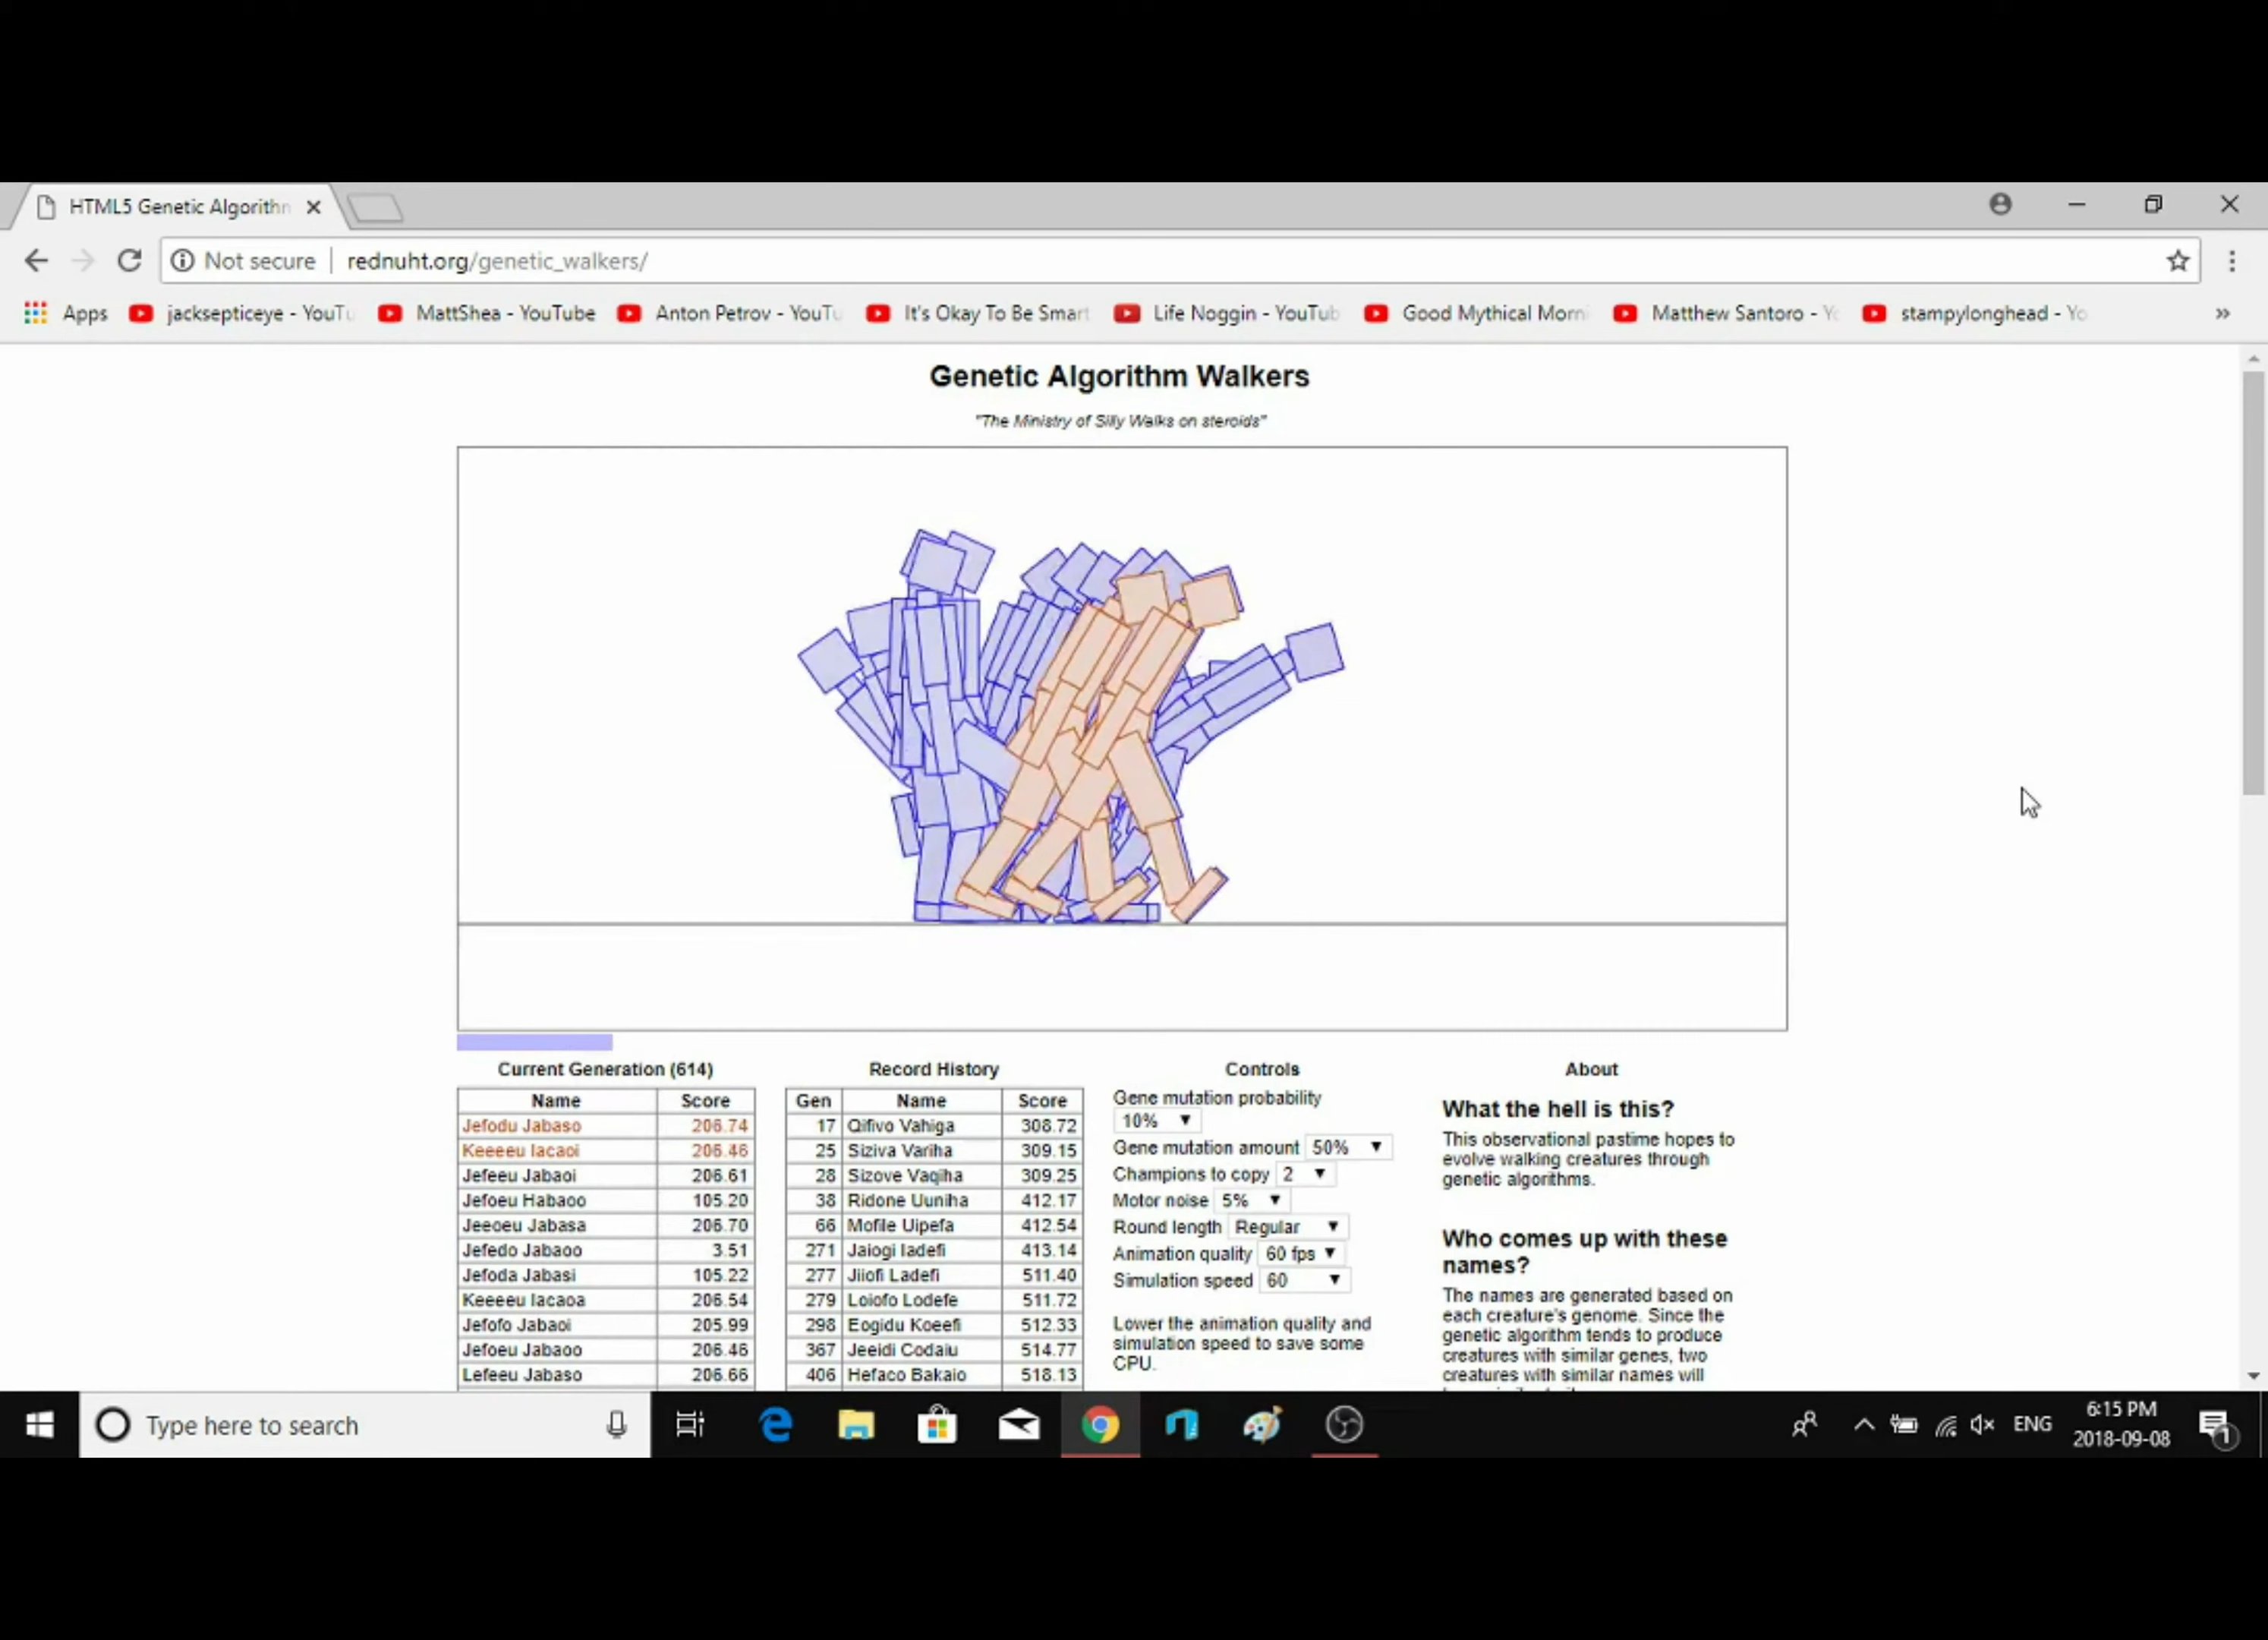 HTML5 Genetic Algorithm
Not secure | rednuht.org/genetic_walkers/
Apps jacksepticeye - YouTu MattShea - YouTube Anton Petrov - YouTu It's Okay To Be Smart Life Noggin - YouTub Good Mythical Morni Matthew Santoro - Yo stampylonghead - Yo »
Genetic Algorithm Walkers
"The Ministry of Silly Walks on steroids"
Current Generation (614)
Name Score
Jefodu Jabaso 206.74
Keeeeu Iacaoi 206.46
Jefeeu Jabaoi 206.61
Jefoeu Habaoo 105.20
Jeeoeu Jabasa 206.70
Jefedo Jabaoo 3.51
Jefoda Jabasi 105.22
Keeeeu Iacaoa 206.54
Jefofo Jabaoi 205.99
Jefoeu Jabaoo 206.46
Lefeeu Jabaso 206.66
Record History
Gen Name Score
17 Qifivo Vahiga 308.72
25 Siziva Variha 309.15
28 Sizove Vaqiha 309.25
38 Ridone Uuniha 412.17
66 Mofile Uipefa 412.54
271 Jaiogi Iadefi 413.14
277 Jiiofi Ladefi 511.40
279 Loiofo Lodefe 511.72
298 Eogidu Koeefi 512.33
367 Jeeidi Codaiu 514.77
406 Hefaco Bakaio 518.13
Controls
Gene mutation probability
10%
Gene mutation amount 50%
Champions to copy 2
Motor noise 5%
Round length Regular
Animation quality 60 fps
Simulation speed 60
Lower the animation quality and
simulation speed to save some
CPU.
About
What the hell is this?
This observational pastime hopes to
evolve walking creatures through
genetic algorithms.
Who comes up with these
names?
The names are generated based on
each creature's genome. Since the
genetic algorithm tends to produce
creatures with similar genes, two
creatures with similar names will
Type here to search
ENG
6:15 PM
2018-09-08
1